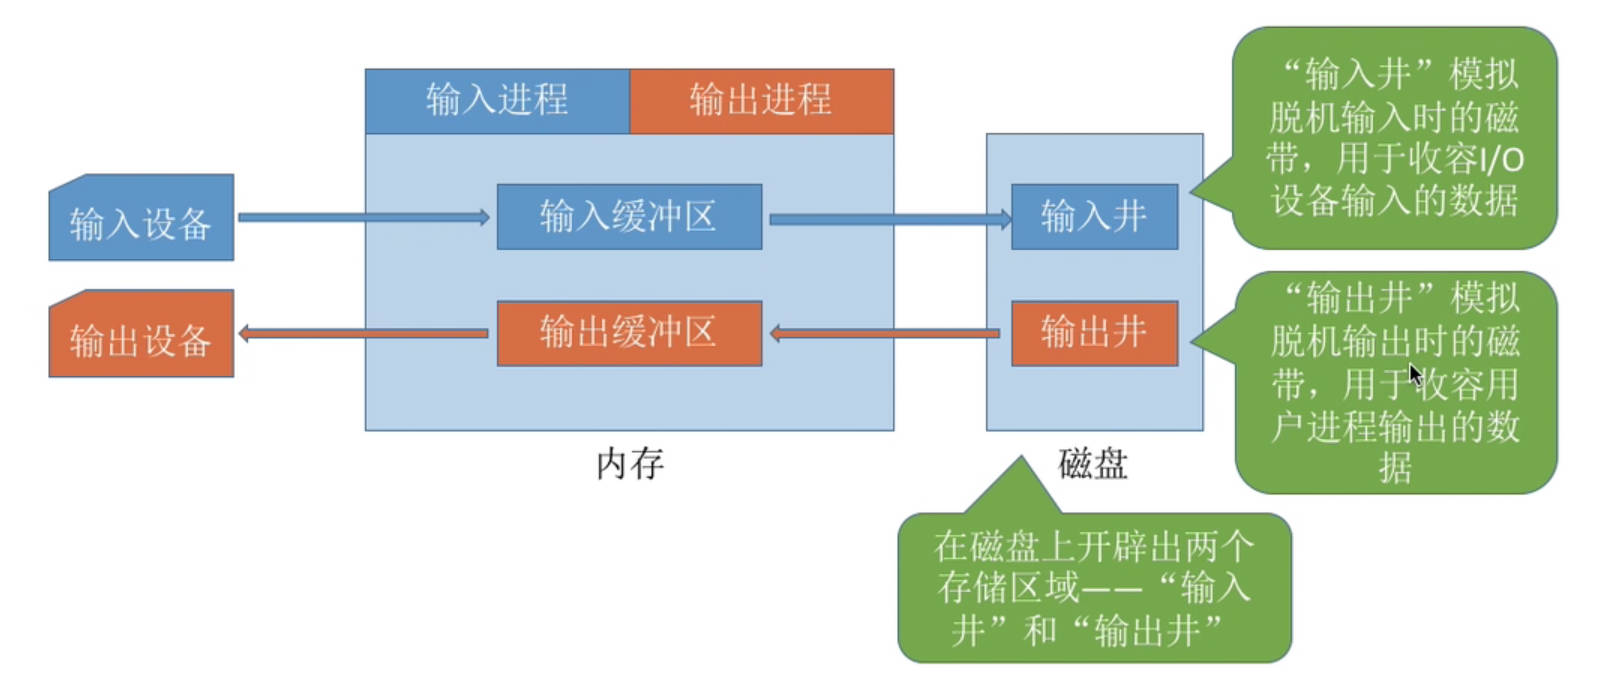 输入进程
输出进程
输入设备
输入缓冲区
输入井
输出设备
输出缓冲区
输出井
内存
磁盘
“输入井”模拟
脱机输入时的磁
带，用于收容I/O
设备输入的数据
“输出井”模拟
脱机输出时的磁
带，用于收容用
户进程输出的数
据
在磁盘上开辟出两个
存储区域——“输入
井”和“输出井”